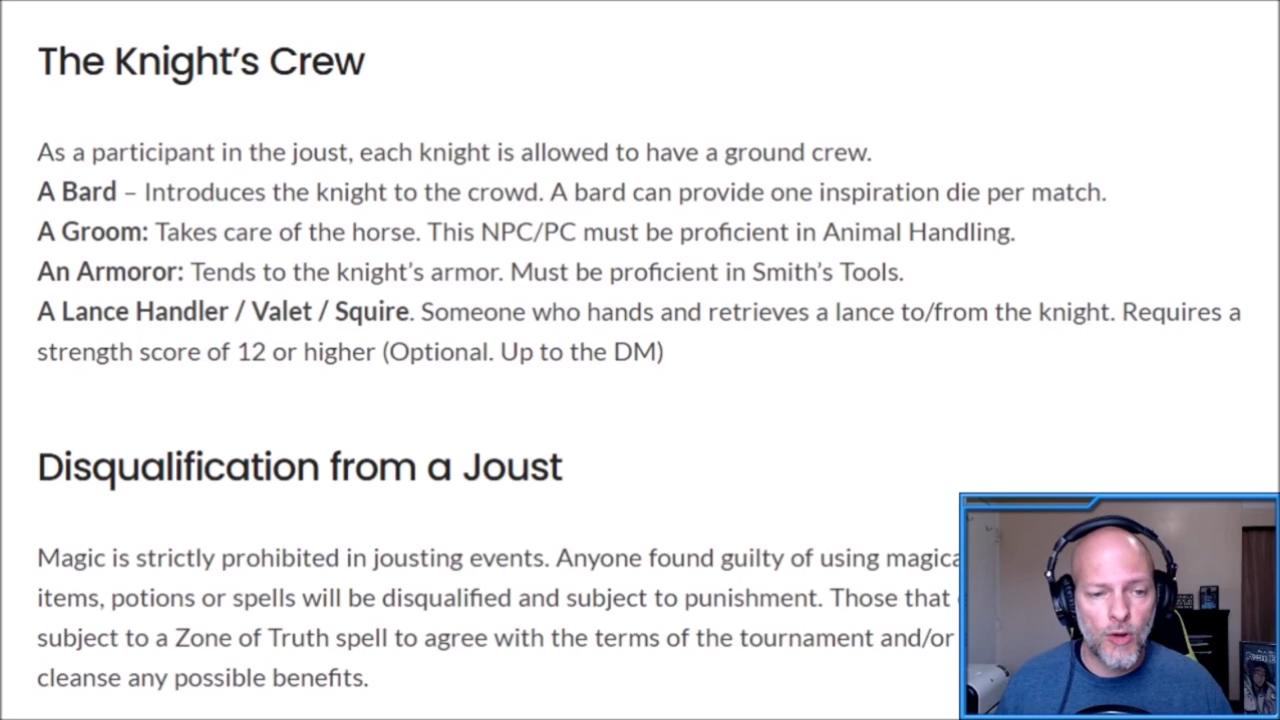 The Knight's Crew
As a participant in the joust, each knight is allowed to have a ground crew.
A Bard – Introduces the knight to the crowd. A bard can provide one inspiration die per match.
A Groom: Takes care of the horse. This NPC/PC must be proficient in Animal Handling.
An Armoror: Tends to the knight's armor. Must be proficient in Smith's Tools.
A Lance Handler / Valet / Squire. Someone who hands and retrieves a lance to/from the knight. Requires a
strength score of 12 or higher (Optional. Up to the DM)
Disqualification from a Joust
Magic is strictly prohibited in jousting events. Anyone found guilty of using
items, potions or spells will be disqualified and subject to punishment. Those that
subject to a Zone of Truth spell to agree with the terms of the tournament and/or
cleanse any possible benefits.